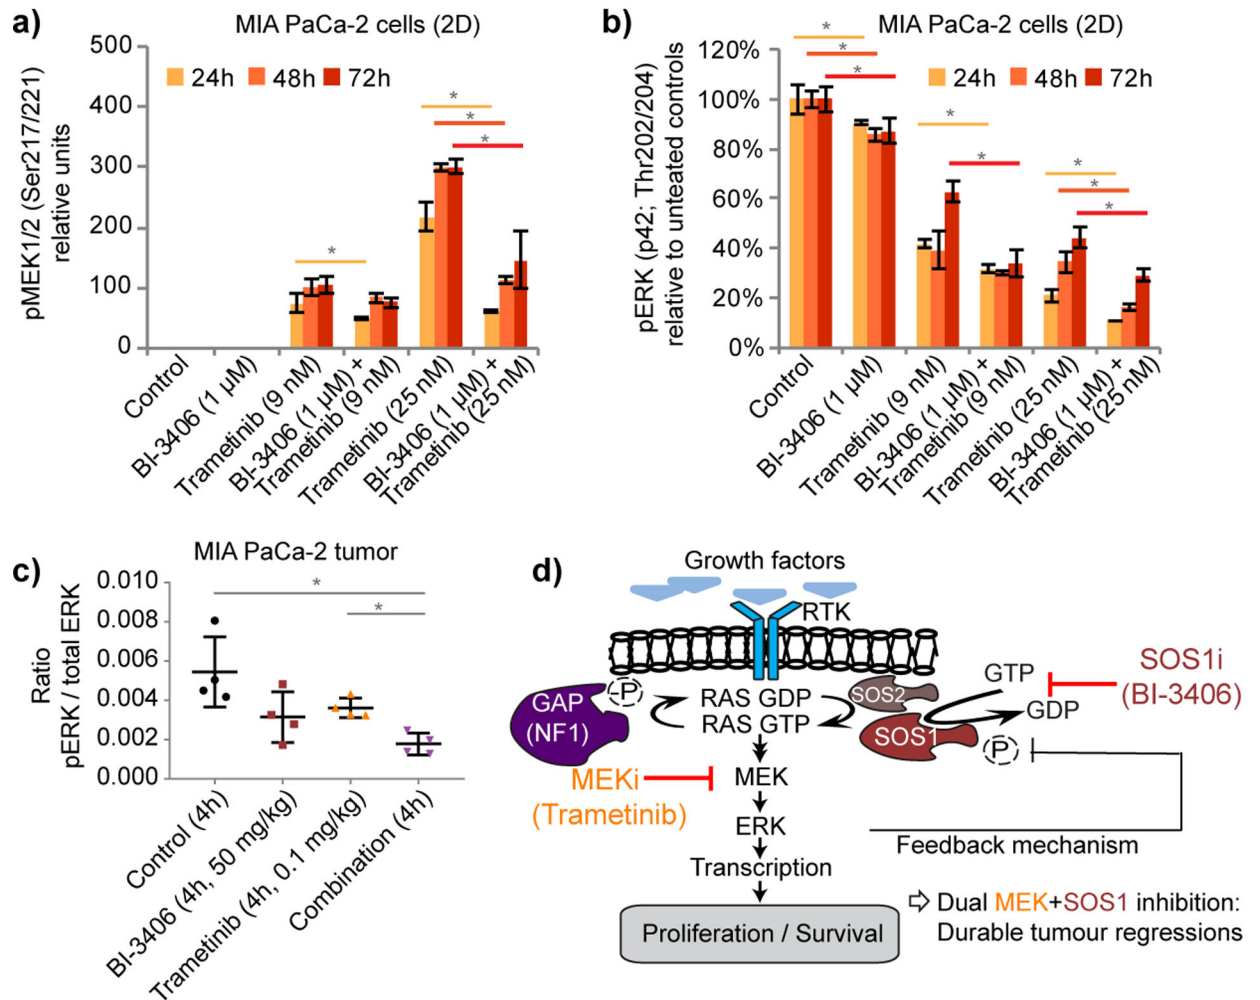 a)
MIA PaCa-2 cells (2D)
pMEK1/2 (Ser217/221)
relative units
500
400
300
200
100
0
24h 48h 72h
*
*
*
*
Control
BI-3406 (1 µM)
Trametinib (9 nM)
BI-3406 (1 µM) +
Trametinib (9 nM)
Trametinib (25 nM)
BI-3406 (1 µM) +
Trametinib (25 nM)
b)
MIA PaCa-2 cells (2D)
pERK (p42; Thr202/204)
relative to unteated controls
120%
100%
80%
60%
40%
20%
0%
24h 48h 72h
*
*
*
*
*
*
*
*
Control
BI-3406 (1 µM)
Trametinib (9 nM)
BI-3406 (1 µM) +
Trametinib (9 nM)
Trametinib (25 nM)
BI-3406 (1 µM) +
Trametinib (25 nM)
c)
MIA PaCa-2 tumor
Ratio
pERK / total ERK
0.010
0.008
0.006
0.004
0.002
0.000
*
*
Control (4h)
BI-3406 (4h, 50 mg/kg)
Trametinib (4h, 0.1 mg/kg)
Combination (4h)
d)
Growth factors
RTK
GAP
(NF1)
-P
RAS GDP
RAS GTP
SOS2
SOS1
P
GTP
GDP
SOS1i
(BI-3406)
MEKi
(Trametinib)
MEK
ERK
Transcription
Proliferation / Survival
Feedback mechanism
⇨ Dual MEK+SOS1 inhibition:
Durable tumour regressions